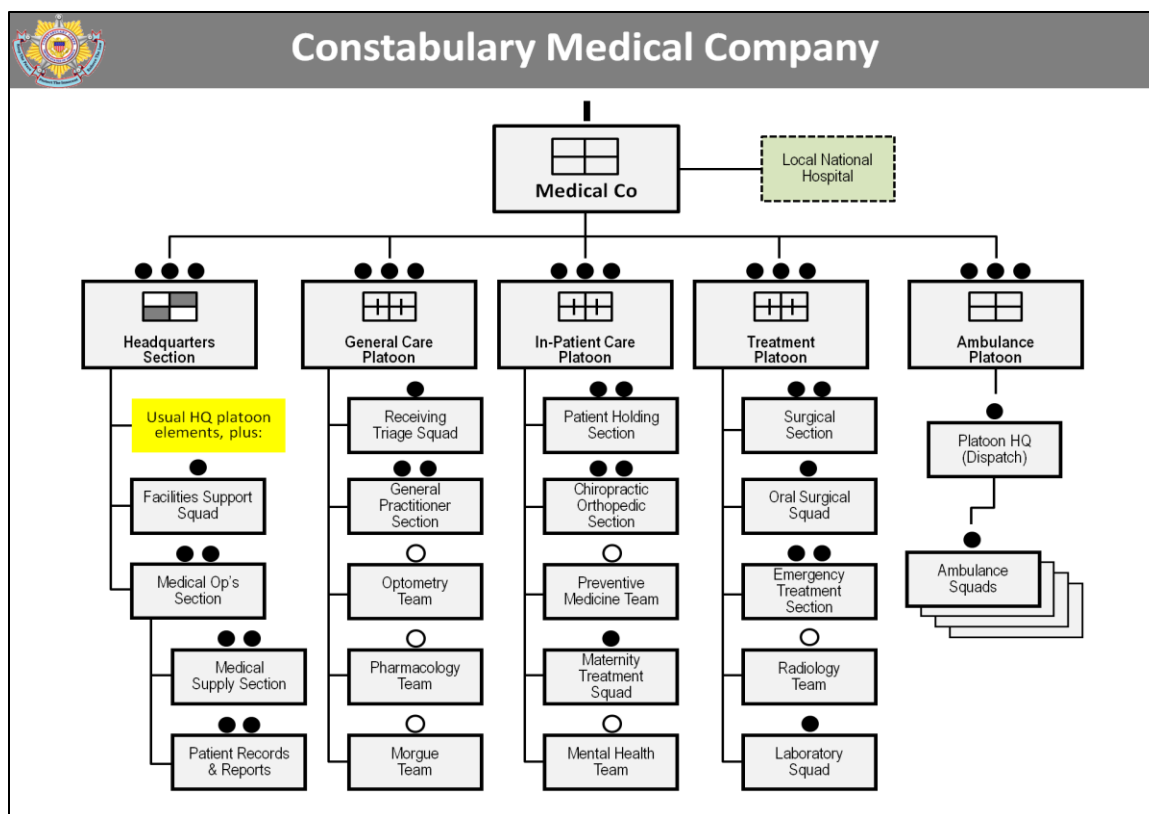 Constabulary Medical Company
Medical Co
Local National
Hospital
Headquarters
Section
General Care
Platoon
In-Patient Care
Platoon
Treatment
Platoon
Ambulance
Platoon
Usual HQ platoon
elements, plus:
Facilities Support
Squad
Medical Op's
Section
Medical
Supply Section
Patient Records
& Reports
Receiving
Triage Squad
General
Practitioner
Section
Optometry
Team
Pharmacology
Team
Morgue
Team
Patient Holding
Section
Chiropractic
Orthopedic
Section
Preventive
Medicine Team
Maternity
Treatment
Squad
Mental Health
Team
Surgical
Section
Oral Surgical
Squad
Emergency
Treatment
Section
Radiology
Team
Laboratory
Squad
Platoon HQ
(Dispatch)
Ambulance
Squads